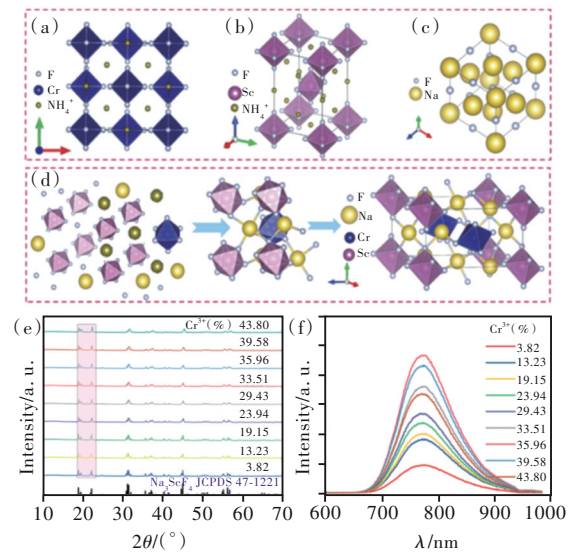 (a)
F
Cr
NH₄⁺
(b)
F
Sc
NH₄⁺
(c)
F
Na
(d)
F
Na
Cr
Sc
(e)
Cr³⁺(%) 43.80
39.58
35.96
33.51
29.43
23.94
19.15
13.23
3.82
Na₃ScF₆ JCPDS 47-1221
Intensity/a. u.
10 20 30 40 50 60 70
2θ/(°)
(f)
Cr³⁺(%)
3.82
13.23
19.15
23.94
29.43
33.51
35.96
39.58
43.80
Intensity/a. u.
600 700 800 900 1000
λ/nm